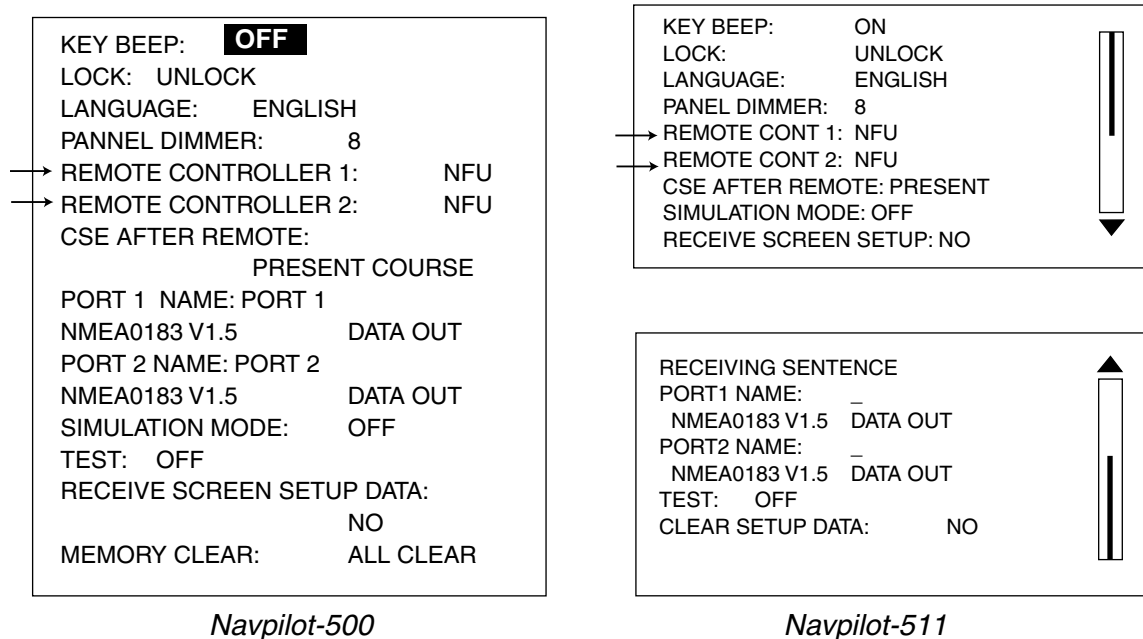 KEY BEEP: OFF
LOCK: UNLOCK
LANGUAGE: ENGLISH
PANNEL DIMMER: 8
REMOTE CONTROLLER 1: NFU
REMOTE CONTROLLER 2: NFU
CSE AFTER REMOTE:
PRESENT COURSE
PORT 1 NAME: PORT 1
NMEA0183 V1.5 DATA OUT
PORT 2 NAME: PORT 2
NMEA0183 V1.5 DATA OUT
SIMULATION MODE: OFF
TEST: OFF
RECEIVE SCREEN SETUP DATA:
NO
MEMORY CLEAR: ALL CLEAR
Navpilot-500
KEY BEEP: ON
LOCK: UNLOCK
LANGUAGE: ENGLISH
PANEL DIMMER: 8
REMOTE CONT 1: NFU
REMOTE CONT 2: NFU
CSE AFTER REMOTE: PRESENT
SIMULATION MODE: OFF
RECEIVE SCREEN SETUP: NO
RECEIVING SENTENCE
PORT1 NAME: _
NMEA0183 V1.5 DATA OUT
PORT2 NAME: _
NMEA0183 V1.5 DATA OUT
TEST: OFF
CLEAR SETUP DATA: NO
Navpilot-511